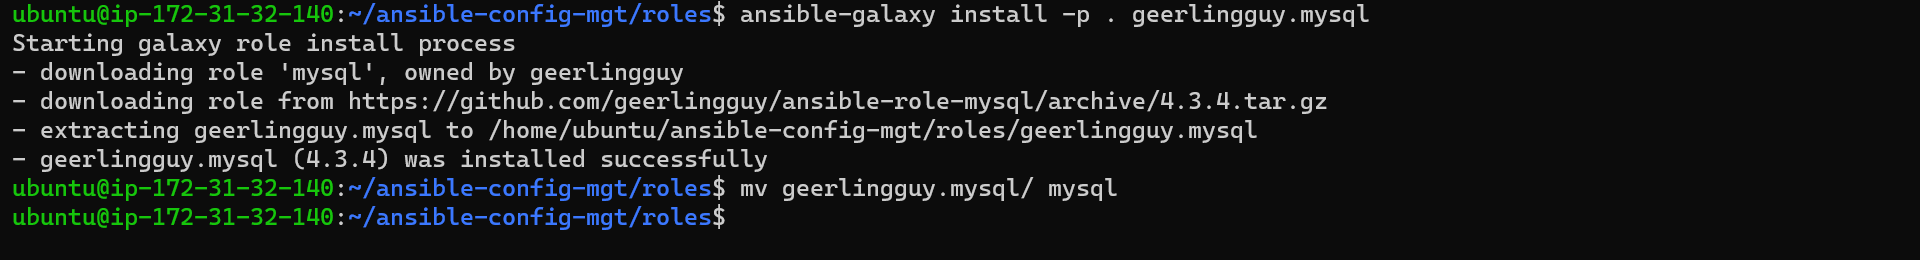 ubuntu@ip-172-31-32-140:~/ansible-config-mgt/roles$ ansible-galaxy install -p . geerlingguy.mysql
Starting galaxy role install process
- downloading role 'mysql', owned by geerlingguy
- downloading role from https://github.com/geerlingguy/ansible-role-mysql/archive/4.3.4.tar.gz
- extracting geerlingguy.mysql to /home/ubuntu/ansible-config-mgt/roles/geerlingguy.mysql
- geerlingguy.mysql (4.3.4) was installed successfully
ubuntu@ip-172-31-32-140:~/ansible-config-mgt/roles$ mv geerlingguy.mysql/ mysql
ubuntu@ip-172-31-32-140:~/ansible-config-mgt/roles$